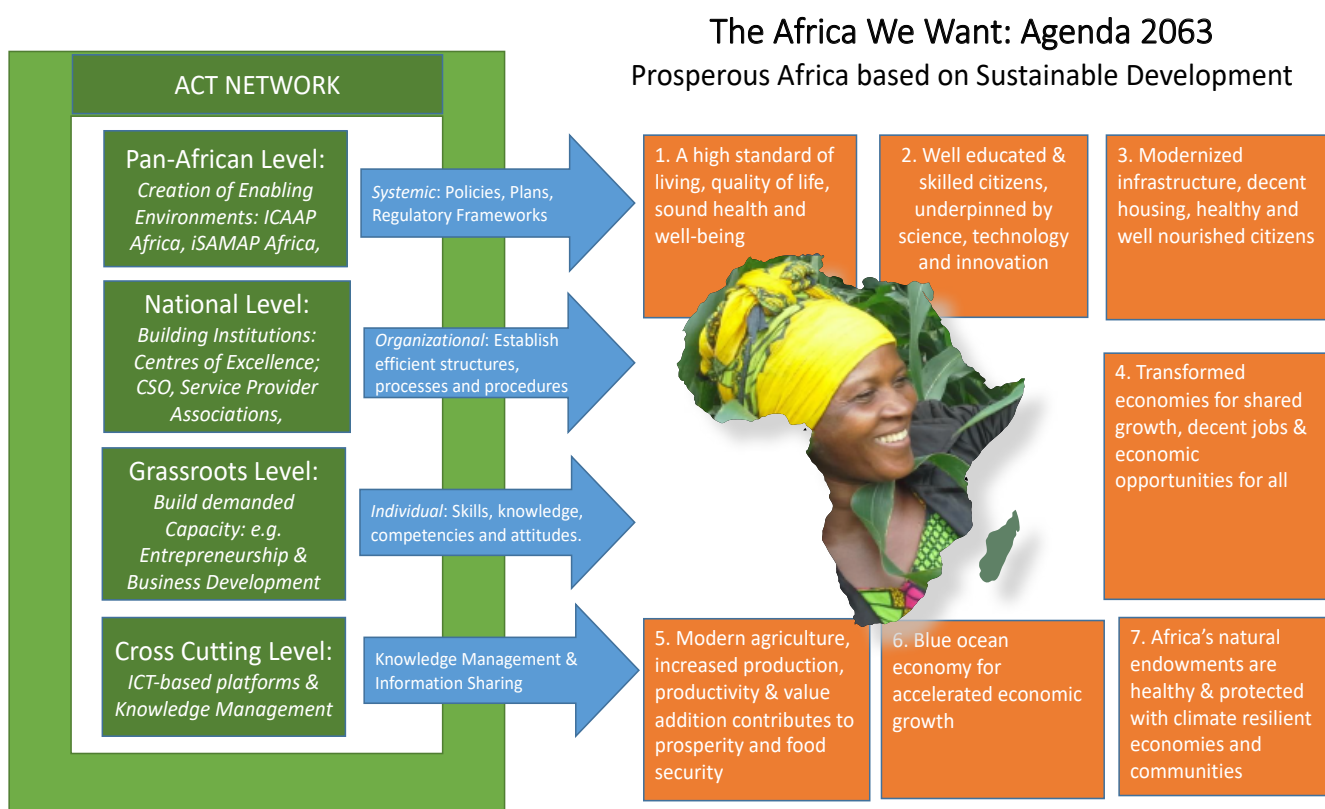 The Africa We Want: Agenda 2063
Prosperous Africa based on Sustainable Development
ACT NETWORK
Pan-African Level:
Creation of Enabling
Environments: ICAAP
Africa, iSAMAP Africa,
Systemic: Policies, Plans,
Regulatory Frameworks
National Level:
Building Institutions:
Centres of Excellence;
CSO, Service Provider
Associations,
Organizational: Establish
efficient structures,
processes and procedures
Grassroots Level:
Build demanded
Capacity: e.g.
Entrepreneurship &
Business Development
Individual: Skills, knowledge,
competencies and attitudes.
Cross Cutting Level:
ICT-based platforms &
Knowledge Management
Knowledge Management &
Information Sharing
1. A high standard of
living, quality of life,
sound health and
well-being
2. Well educated &
skilled citizens,
underpinned by
science, technology
and innovation
3. Modernized
infrastructure, decent
housing, healthy and
well nourished citizens
4. Transformed
economies for shared
growth, decent jobs &
economic
opportunities for all
5. Modern agriculture,
increased production,
productivity & value
addition contributes to
prosperity and food
security
6. Blue ocean
economy for
accelerated economic
growth
7. Africa's natural
endowments are
healthy & protected
with climate resilient
economies and
communities